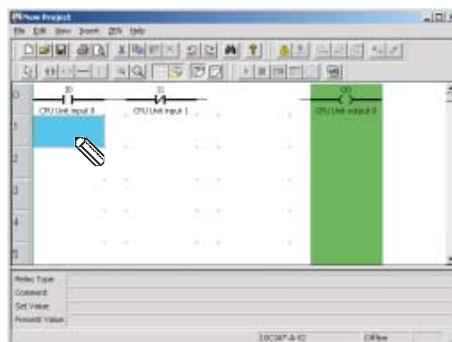 New Project
File Edit View Insert ZEN Help
0
I0 I1 Q0
CPU Unit input 0 CPU Unit input 1 CPU Unit output 0
1
2
3
4
5
Relay Type
Comment
Set Value
Present Value
Offline